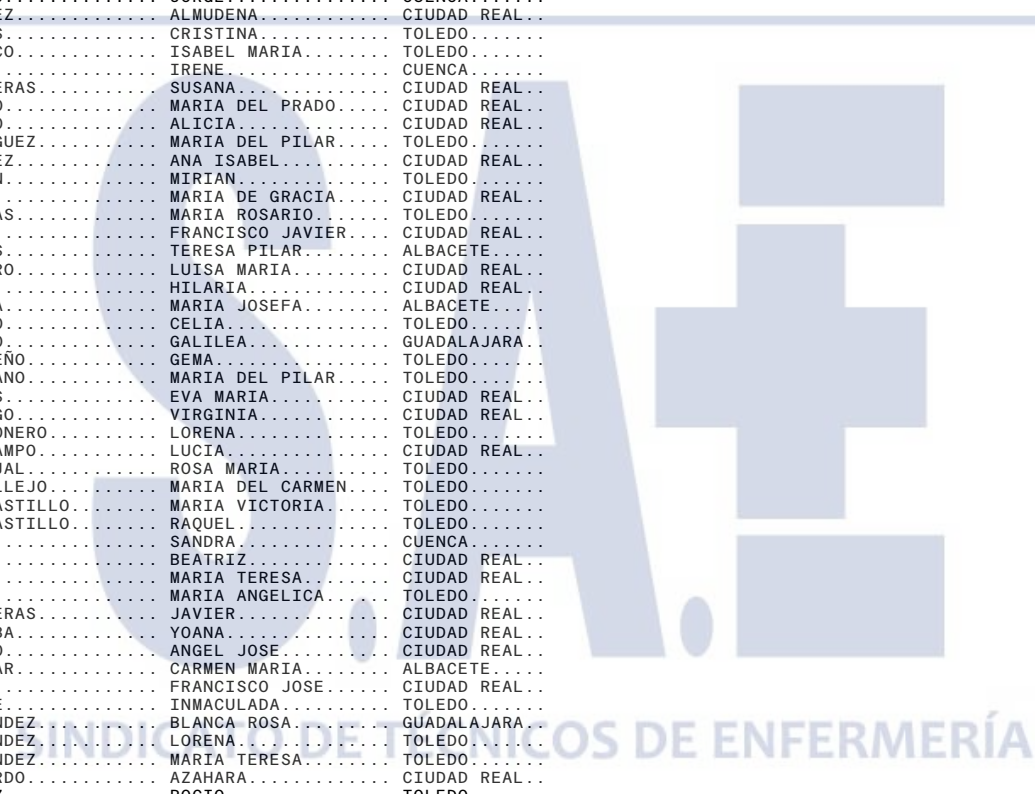 EZ.............. ALMUDENA............. CIUDAD REAL..
S............... CRISTINA............. TOLEDO.......
CO.............. ISABEL MARIA......... TOLEDO.......
................ IRENE................ CUENCA.......
ERAS............ SUSANA............... CIUDAD REAL..
O............... MARIA DEL PRADO...... CIUDAD REAL..
O............... ALICIA............... CIUDAD REAL..
GUEZ............ MARIA DEL PILAR...... TOLEDO.......
EZ.............. ANA ISABEL........... CIUDAD REAL..
N............... MIRIAN............... TOLEDO.......
................ MARIA DE GRACIA...... CIUDAD REAL..
AS.............. MARIA ROSARIO........ TOLEDO.......
................ FRANCISCO JAVIER.... CIUDAD REAL..
S............... TERESA PILAR......... ALBACETE.....
RO.............. LUISA MARIA.......... CIUDAD REAL..
................ HILARIA.............. CIUDAD REAL..
A............... MARIA JOSEFA......... ALBACETE.....
O............... CELIA................ TOLEDO.......
O............... GALILEA.............. GUADALAJARA..
EÑO............. GEMA................. TOLEDO.......
ANO............. MARIA DEL PILAR...... TOLEDO.......
S............... EVA MARIA............ CIUDAD REAL..
GO.............. VIRGINIA............. CIUDAD REAL..
ONERO........... LORENA............... TOLEDO.......
AMPO............ LUCIA................ CIUDAD REAL..
UAL............. ROSA MARIA........... TOLEDO.......
LLEJO........... MARIA DEL CARMEN.... TOLEDO.......
ASTILLO......... MARIA VICTORIA....... TOLEDO.......
ASTILLO......... RAQUEL............... TOLEDO.......
................ SANDRA............... CUENCA.......
................ BEATRIZ.............. CIUDAD REAL..
................ MARIA TERESA......... CIUDAD REAL..
................ MARIA ANGELICA....... TOLEDO.......
ERAS............ JAVIER............... CIUDAD REAL..
BA.............. YOANA................ CIUDAD REAL..
O............... ANGEL JOSE........... CIUDAD REAL..
AR.............. CARMEN MARIA......... ALBACETE.....
................ FRANCISCO JOSE....... CIUDAD REAL..
E............... INMACULADA........... TOLEDO.......
NDEZ............ BLANCA ROSA.......... GUADALAJARA..
NDEZ............ LORENA............... TOLEDO.......
NDEZ............ MARIA TERESA......... TOLEDO.......
RDO............. AZAHARA.............. CIUDAD REAL..
S.A.E
SINDICATO DE TÉCNICOS DE ENFERMERÍA